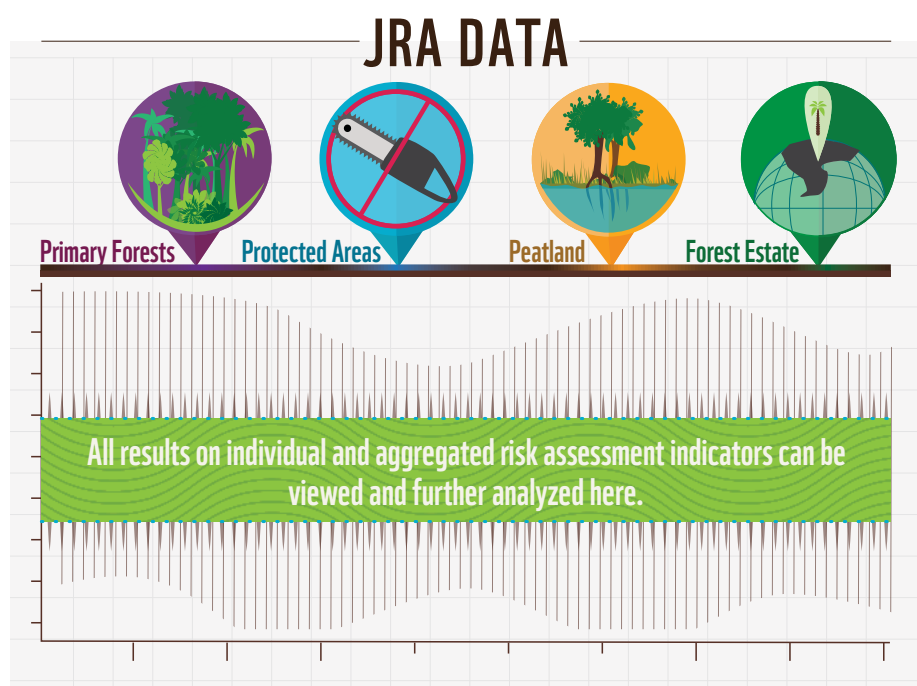 JRA DATA
Primary Forests
Protected Areas
Peatland
Forest Estate
All results on individual and aggregated risk assessment indicators can be
viewed and further analyzed here.